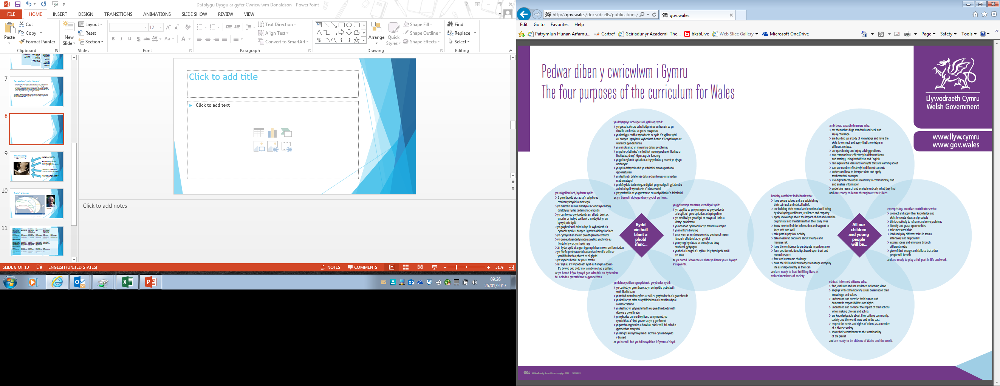 Datblygu Dysgu ar gyfer Cwricwlwm Donaldson - PowerPoint
FILE HOME INSERT DESIGN TRANSITIONS ANIMATIONS SLIDE SHOW REVIEW VIEW
Paste
Cut
Copy
Format Painter
Clipboard
New Slide
Layout
Reset
Section
Slides
12
Font
Text Direction
Align Text
Convert to SmartArt
Paragraph
Arrange
Quick Styles
Shape Fill
Shape Outline
Shape Effects
Drawing
Find
Replace
Select
Editing
7
8
9
10
11
Click to add title
Click to add text
Click to add notes
SLIDE 8 OF 13 ENGLISH (UNITED STATES) NOTES COMMENTS 51%
09:26
26/01/2017
http://gov.wales/docs/dcells/publications/
gov.wales
Edit Go to Favorites Help
Patrymlun Hunan Arfarnu... Cartref Geiriadur yr Academi The... bksbLive Web Slice Gallery Microsoft OneDrive
Page Safety Tools
Pedwar diben y cwricwlwm i Gymru
The four purposes of the curriculum for Wales
Llywodraeth Cymru
Welsh Government
www.llyw.cymru
www.gov.wales
yn ddysgwyr uchelgeisiol, galluog sydd:
yn gosod safonau uchel iddyn nhw eu hunain ac yn
chwilio am heriau ac yn eu mwynhau
yn datblygu corff o wybodaeth ac sydd â'r sgiliau sydd
eu hangen i gysylltu'r wybodaeth honno a'i chymhwyso at
wahanol gyd-destunau
yn ymholgar ac yn mwynhau datrys problemau
yn gallu cyfathrebu'n effeithiol mewn gwahanol ffurfiau a
lleoliadau, drwy'r Gymraeg a'r Saesneg
yn gallu egluro'r syniadau a chysyniadau y maent yn dysgu
amdanynt
yn gallu defnyddio rhif yn effeithiol mewn gwahanol
gyd-destunau
yn deall sut i ddehongli data a chymhwyso cysyniadau
mathemategol
yn defnyddio technolegau digidol yn greadigol i gyfathrebu
a dod o hyd i wybodaeth a'i dadansoddi
yn ymchwilio ac yn gwerthuso eu canfyddiadau'n feirniadol
ac yn barod i ddysgu drwy gydol eu hoes.
yn unigolion iach, hyderus sydd:
â gwerthoedd sicr ac sy'n sefydlu eu
credoau ysbrydol a moesegol
yn meithrin eu lles meddyliol ac emosiynol drwy
ddatblygu hyder, cadernid ac empathi
yn cymhwyso gwybodaeth am effaith deiet ac
ymarfer ar iechyd corfforol a meddyliol yn eu
bywyd pob dydd
yn gwybod sut i ddod o hyd i'r wybodaeth a'r
cymorth sydd eu hangen i gadw'n ddiogel ac iach
yn cymryd rhan mewn gweithgarwch corfforol
yn gwneud penderfyniadau pwyllog ynghylch eu
ffordd o fyw ac yn rheoli risg
â'r hyder sydd ei angen i gymryd rhan mewn perfformiadau
yn ffurfio perthnasoedd cadarnhaol wedi'u seilio ar
ymddiriedaeth a pharch at ei gilydd
yn wynebu heriau ac yn eu trechu
â'r sgiliau a'r wybodaeth sydd eu hangen i ddelio
â'u bywyd pob dydd mor annibynnol ag y gallant
ac yn barod i fyw bywyd gan wireddu eu dyheadau
fel aelodau gwerthfawr o gymdeithas.
Bydd
ein holl
blant a
phobl
ifanc...
yn gyfranwyr mentrus, creadigol sydd:
yn cysylltu ac yn cymhwyso eu gwybodaeth
a'u sgiliau i greu syniadau a chynhyrchion
yn meddwl yn greadigol er mwyn ail-lunio a
datrys problemau
yn adnabod cyfleoedd ac yn manteisio arnynt
yn mentro'n bwyllog
yn arwain ac yn chwarae rolau gwahanol mewn
timau'n effeithiol ac yn gyfrifol
yn mynegi syniadau ac emosiynau drwy
wahanol gyfryngau
yn rhoi o'u hegni a'u sgiliau fel y bydd pobl eraill
yn elwa
ac yn barod i chwarae eu rhan yn llawn yn eu bywyd
a'u gwaith.
yn ddinasyddion egwyddorol, gwybodus sydd:
yn canfod, yn gwerthuso ac yn defnyddio tystiolaeth
wrth ffurfio barn
yn trafod materion cyfoes ar sail eu gwybodaeth a'u gwerthoedd
yn deall ac yn arfer eu cyfrifoldebau a'u hawliau dynol
a democrataidd
yn deall ac yn ystyried effaith eu gweithredoedd wrth
ddewis a gweithredu
yn wybodus am eu diwylliant, eu cymuned, eu
cymdeithas a'r byd yn awr ac yn y gorffennol
yn parchu anghenion a hawliau pobl eraill, fel aelod o
gymdeithas amrywiol
yn dangos eu hymrwymiad i sicrhau cynaliadwyedd
y blaned
ac yn barod i fod yn ddinasyddion i Gymru a'r byd.
ambitious, capable learners who:
set themselves high standards and seek and
enjoy challenge
are building up a body of knowledge and have the
skills to connect and apply that knowledge in
different contexts
are questioning and enjoy solving problems
can communicate effectively in different forms
and settings, using both Welsh and English
can explain the ideas and concepts they are learning about
can use number effectively in different contexts
understand how to interpret data and apply
mathematical concepts
use digital technologies creatively to communicate, find
and analyse information
undertake research and evaluate critically what they find
and are ready to learn throughout their lives.
healthy, confident individuals who:
have secure values and are establishing
their spiritual and ethical beliefs
are building their mental and emotional well-being
by developing confidence, resilience and empathy
apply knowledge about the impact of diet and exercise
on physical and mental health in their daily lives
know how to find the information and support to
keep safe and well
take part in physical activity
take measured decisions about lifestyle and
manage risk
have the confidence to participate in performance
form positive relationships based upon trust and
mutual respect
face and overcome challenge
have the skills and knowledge to manage everyday
life as independently as they can
and are ready to lead fulfilling lives as
valued members of society.
All our
children
and young
people
will be...
enterprising, creative contributors who:
connect and apply their knowledge and
skills to create ideas and products
think creatively to reframe and solve problems
identify and grasp opportunities
take measured risks
lead and play different roles in teams
effectively and responsibly
express ideas and emotions through
different media
give of their energy and skills so that other
people will benefit
and are ready to play a full part in life and work.
ethical, informed citizens who:
find, evaluate and use evidence in forming views
engage with contemporary issues based upon their
knowledge and values
understand and exercise their human and
democratic responsibilities and rights
understand and consider the impact of their actions
when making choices and acting
are knowledgeable about their culture, community,
society and the world, now and in the past
respect the needs and rights of others, as a member
of a diverse society
show their commitment to the sustainability
of the planet
and are ready to be citizens of Wales and the world.
OGL